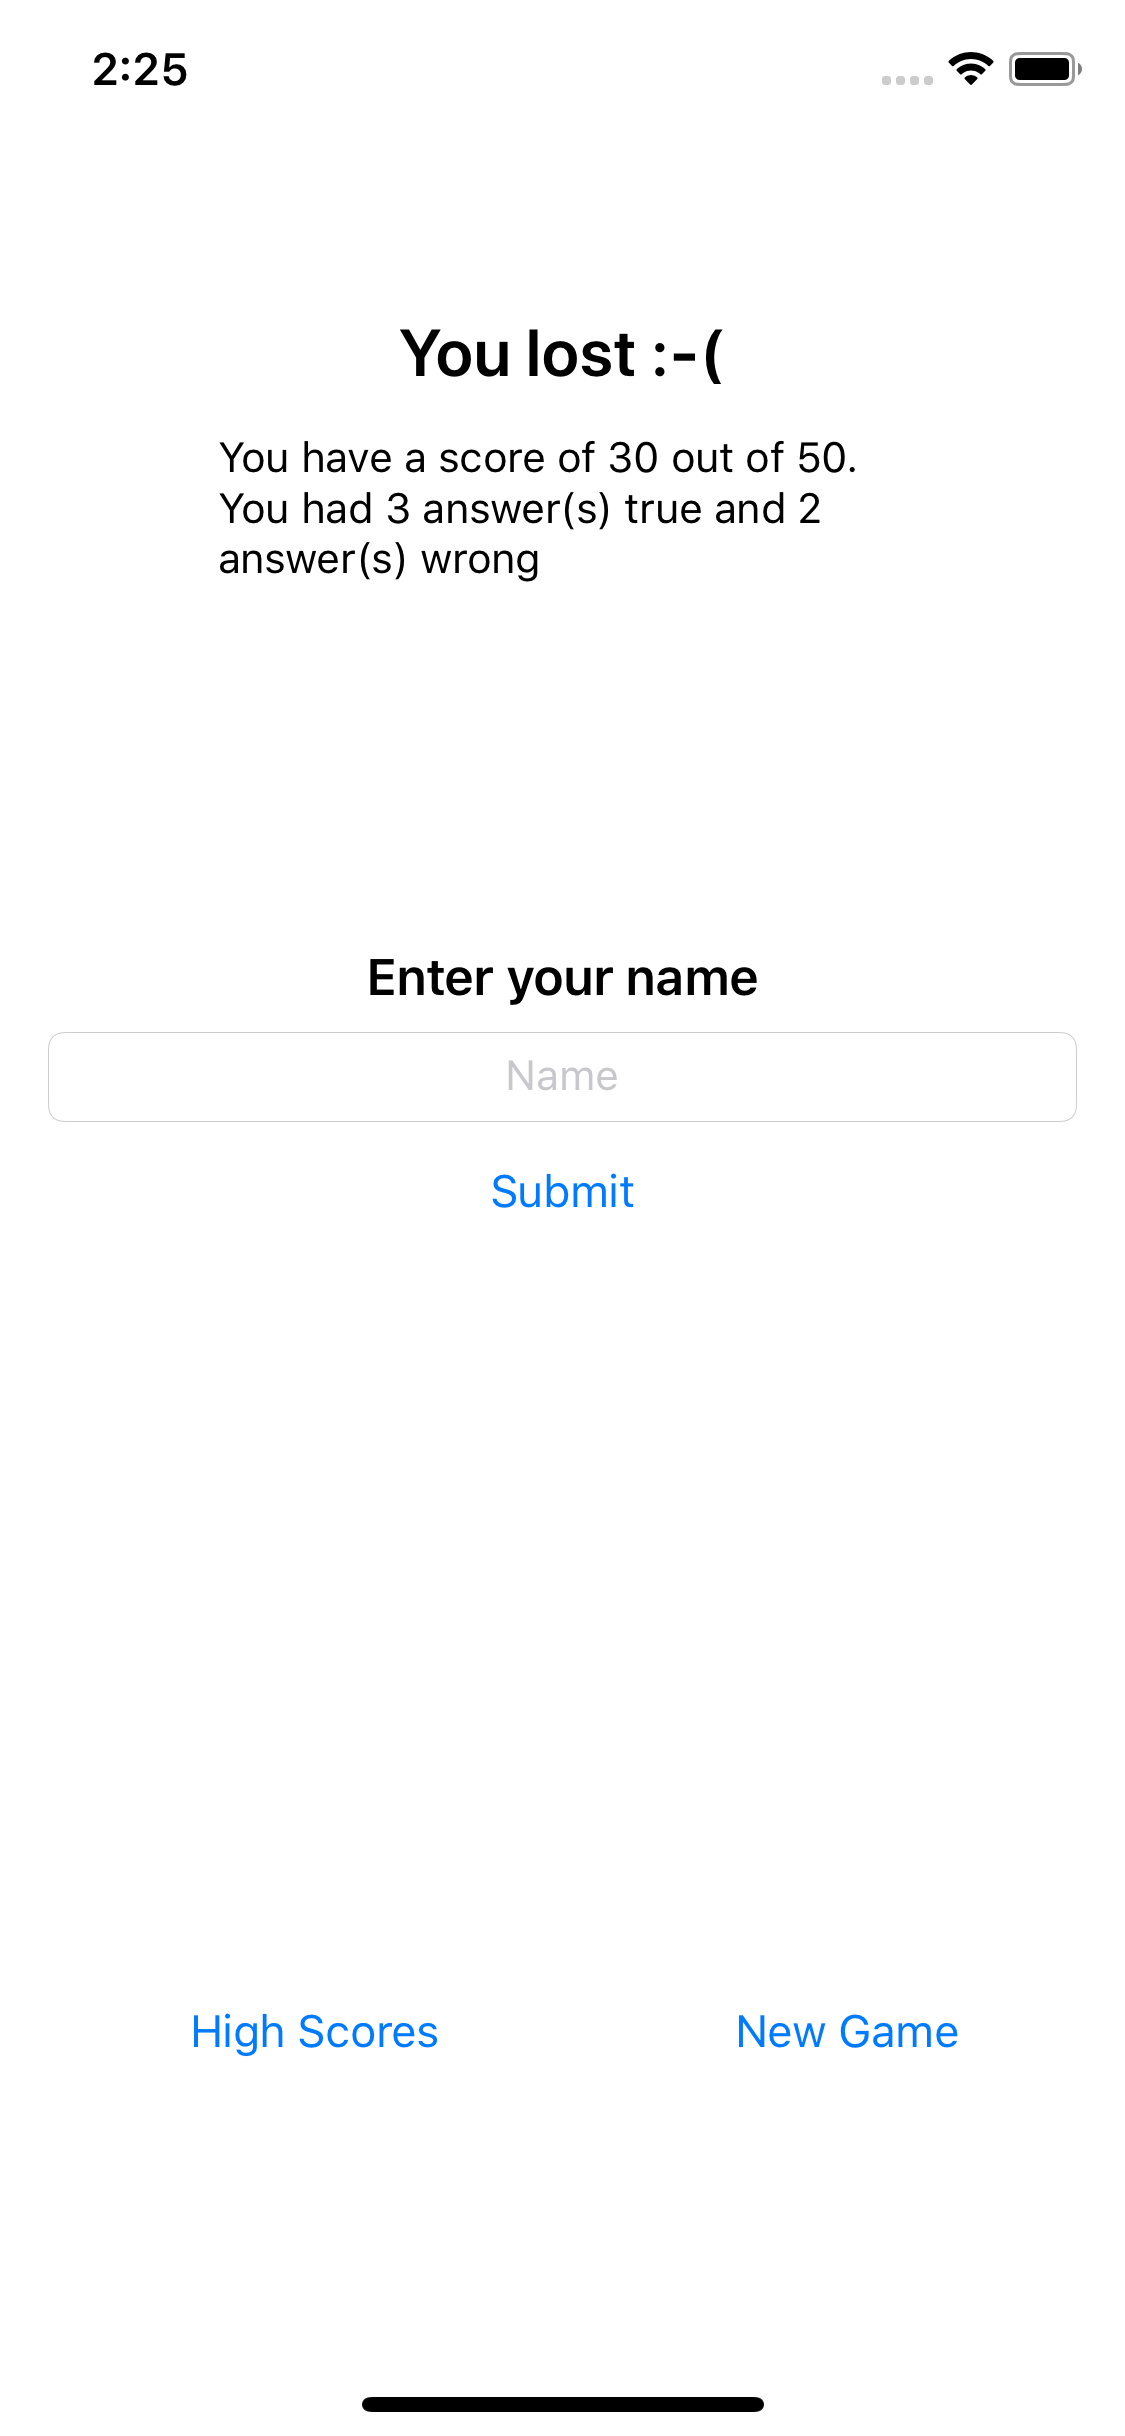 2:25
You lost :-(
You have a score of 30 out of 50.
You had 3 answer(s) true and 2
answer(s) wrong
Enter your name
Name
Submit
High Scores
New Game